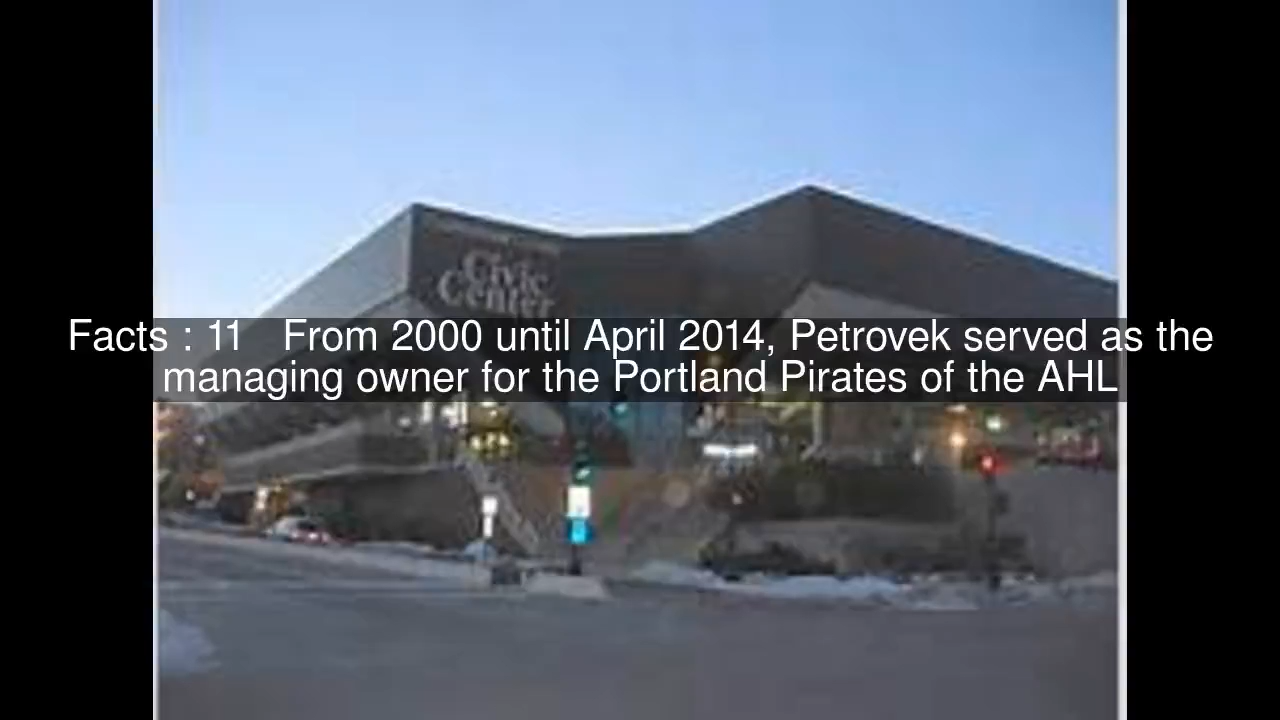 Civic
Center
Facts : 11 From 2000 until April 2014, Petrovek served as the
managing owner for the Portland Pirates of the AHL